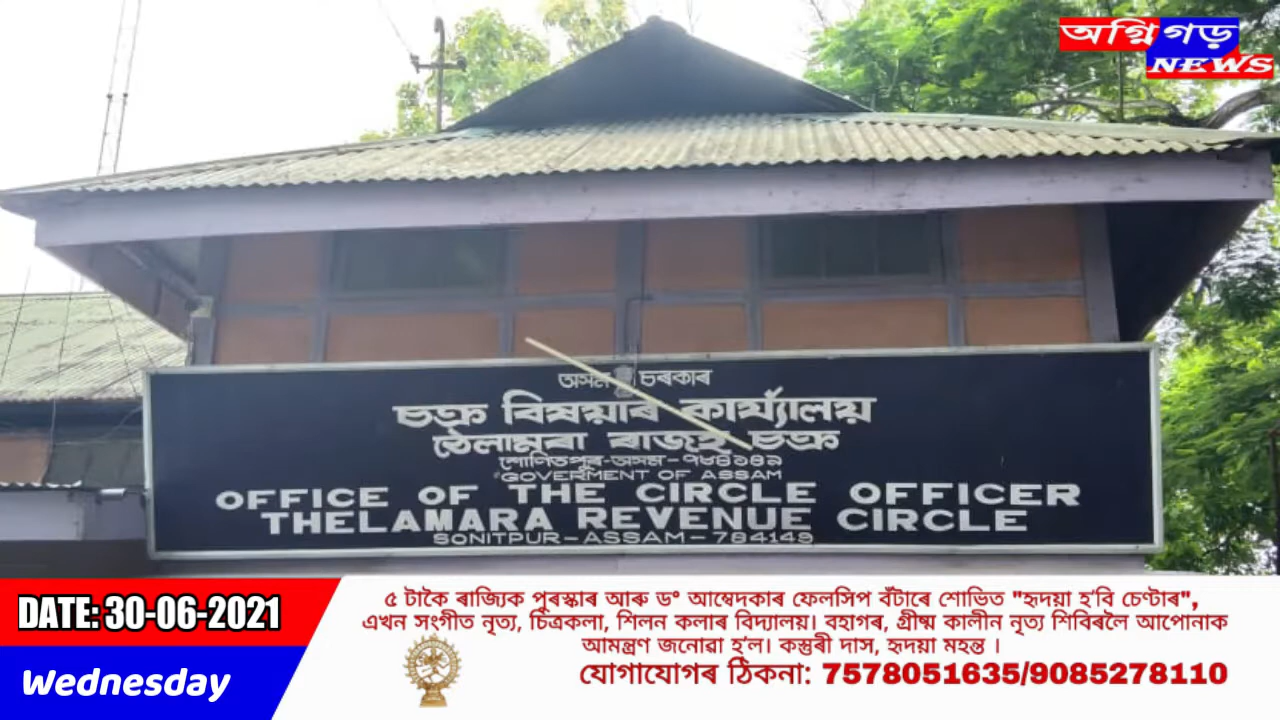 অগ্নিগড়
NEWS
অসম চৰকাৰ
চক্ৰ বিষয়াৰ কাৰ্য্যালয়
ঠেলামৰা ৰাজহ চক্ৰ
শোণিতপুৰ-অসম-৭৮৪১৪৯
GOVERMENT OF ASSAM
OFFICE OF THE CIRCLE OFFICER
THELAMARA REVENUE CIRCLE
SONITPUR-ASSAM-784149
DATE: 30-06-2021
Wednesday
৫ টাকৈ ৰাজ্যিক পুৰস্কাৰ আৰু ড° আম্বেদকাৰ ফেলসিপ বঁটাৰে শোভিত "হৃদয়া হ'বি চেণ্টাৰ",
এখন সংগীত নৃত্য, চিত্ৰকলা, শিলন কলাৰ বিদ্যালয়। বহাগৰ, গ্ৰীষ্ম কালীন নৃত্য শিবিৰলৈ আপোনাক
আমন্ত্ৰণ জনোৱা হ'ল। কস্তুৰী দাস, হৃদয়া মহন্ত ।
যোগাযোগৰ ঠিকনা: 7578051635/9085278110